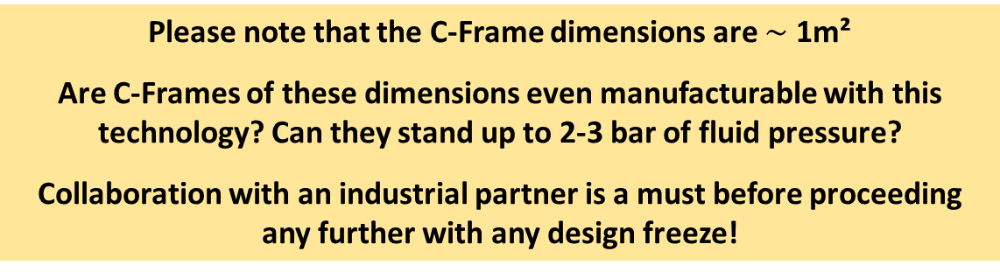 Please note that the C-Frame dimensions are ~ 1m²
Are C-Frames of these dimensions even manufacturable with this
technology? Can they stand up to 2-3 bar of fluid pressure?
Collaboration with an industrial partner is a must before proceeding
any further with any design freeze!